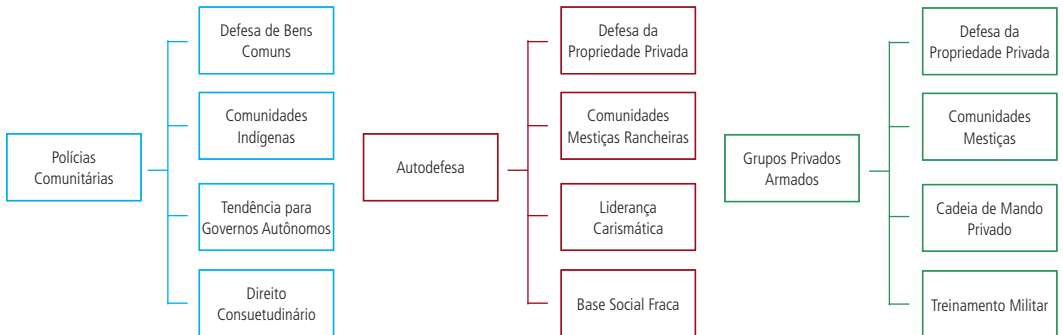 Polícias
Comunitárias
Defesa de Bens
Comuns
Comunidades
Indígenas
Tendência para
Governos Autônomos
Direito
Consuetudinário
Autodefesa
Defesa da
Propriedade Privada
Comunidades
Mestiças Rancheiras
Liderança
Carismática
Base Social Fraca
Grupos Privados
Armados
Defesa da
Propriedade Privada
Comunidades
Mestiças
Cadeia de Mando
Privado
Treinamento Militar